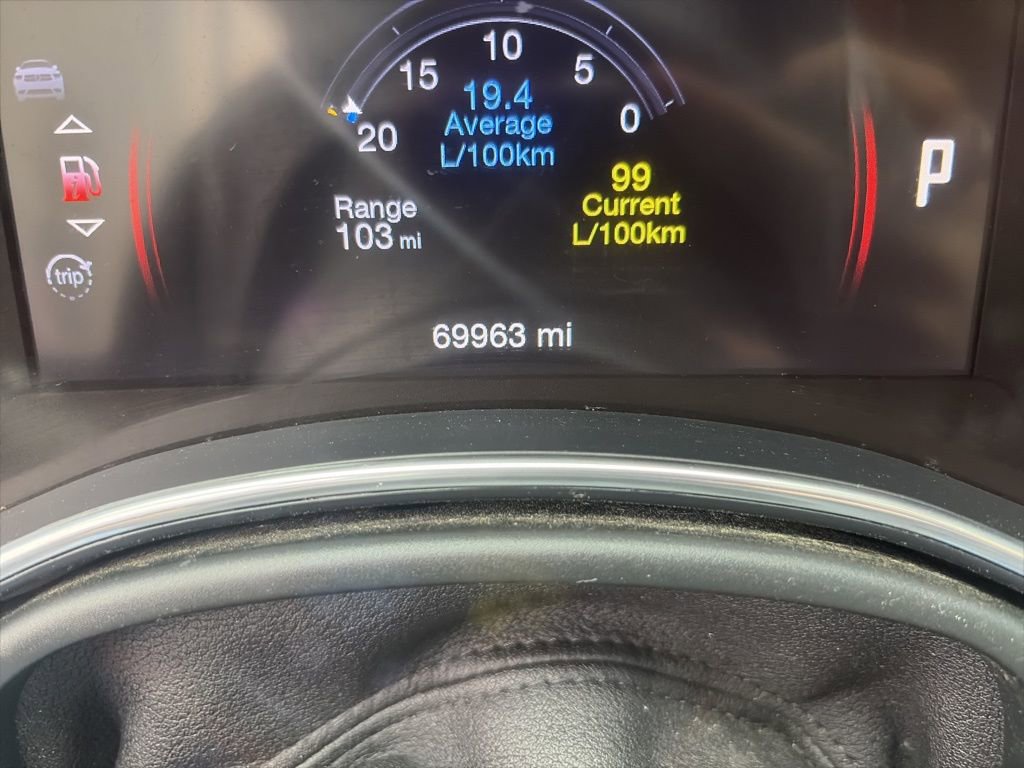 10
15 5
20 0
19.4
Average
L/100km
99
Current
L/100km
Range
103 mi
P
trip
69963 mi